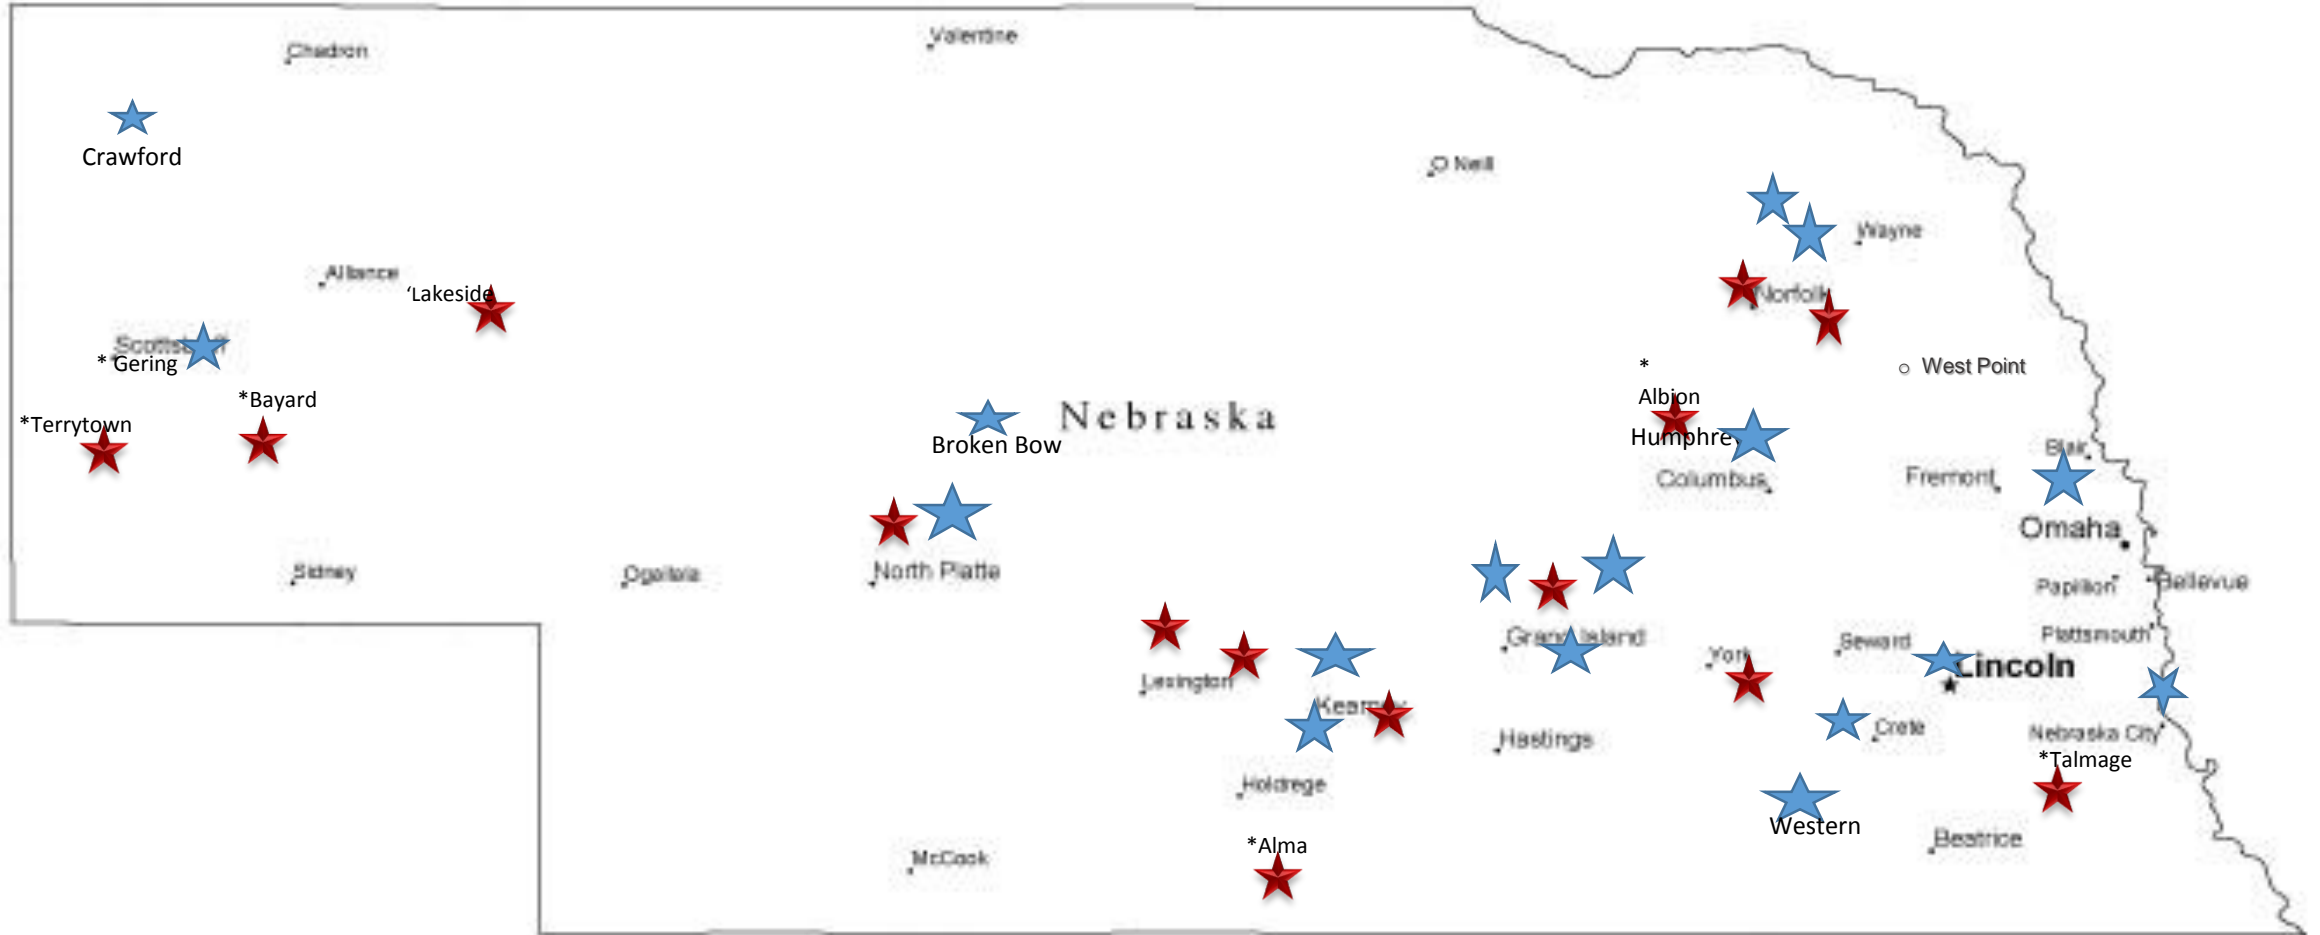 Chadron
Valentine
Crawford
O Neill
Wayne
Alliance
‘Lakeside
Norfolk
* Gering
*Bayard
*Terrytown
*
Albion
West Point
Nebraska
Broken Bow
Columbus
Blair
Fremont
Omaha
Sidney
Ogallala
North Platte
Papillion
Bellevue
Grand Island
Lexington
York
Seward
Plattsmouth
Lincoln
Hastings
Crete
Nebraska City
*Talmage
Holdrege
Western
Beatrice
*Alma
McCook